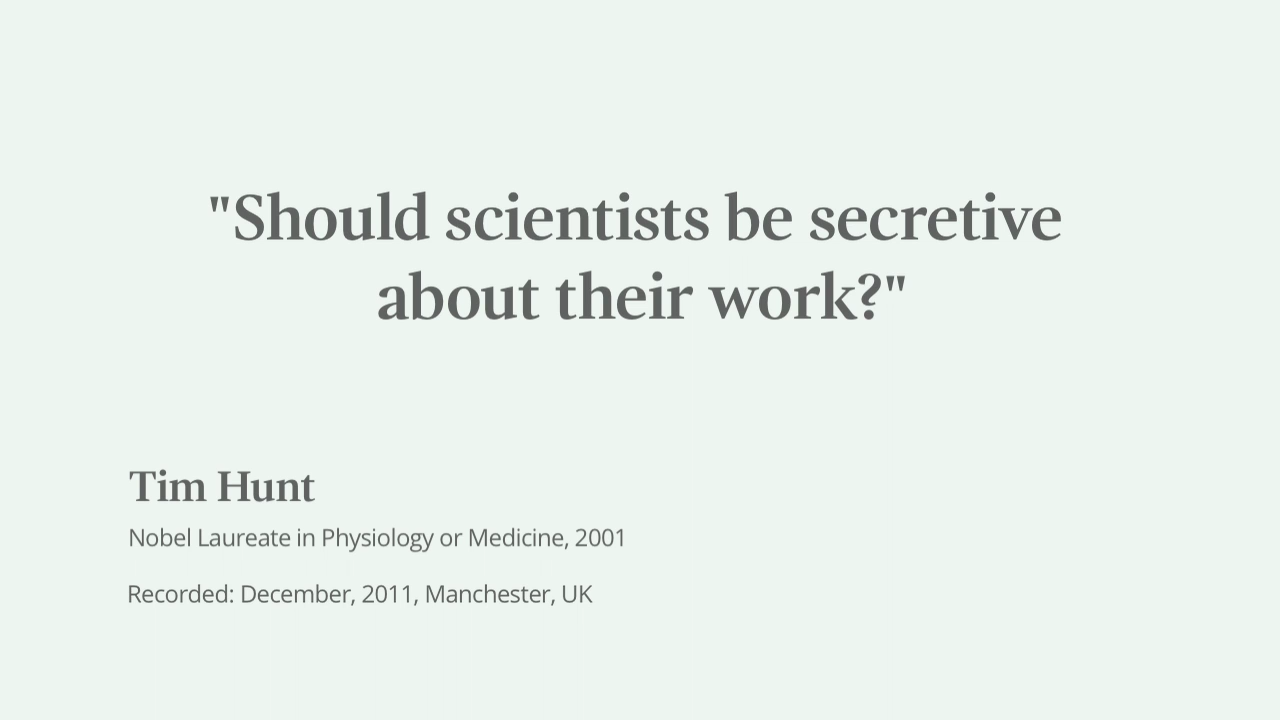 "Should scientists be secretive
about their work?"
Tim Hunt
Nobel Laureate in Physiology or Medicine, 2001
Recorded: December, 2011, Manchester, UK